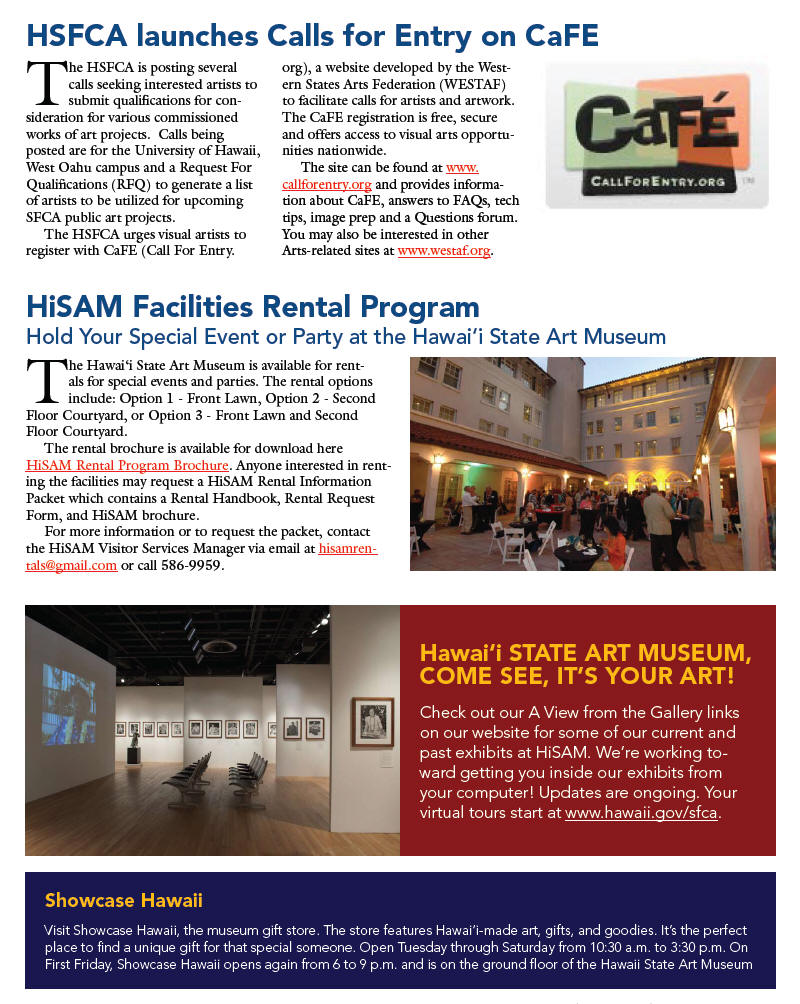 HSFCA launches Calls for Entry on CaFE
The HSFCA is posting several
calls seeking interested artists to
submit qualifications for con-
sideration for various commissioned
works of art projects.  Calls being
posted are for the University of Hawaii,
West Oahu campus and a Request For
Qualifications (RFQ) to generate a list
of artists to be utilized for upcoming
SFCA public art projects.
The HSFCA urges visual artists to
register with CaFE (Call For Entry.
org), a website developed by the West-
ern States Arts Federation (WESTAF)
to facilitate calls for artists and artwork.
The CaFE registration is free, secure
and offers access to visual arts opportu-
nities nationwide.
The site can be found at www.
callforentry.org and provides informa-
tion about CaFE, answers to FAQs, tech
tips, image prep and a Questions forum.
You may also be interested in other
Arts-related sites at www.westaf.org.
CaFÉ
CALLFORENTRY.ORG
TM
HiSAM Facilities Rental Program
Hold Your Special Event or Party at the Hawai‘i State Art Museum
The Hawai‘i State Art Museum is available for rent-
als for special events and parties. The rental options
include: Option 1 - Front Lawn, Option 2 - Second
Floor Courtyard, or Option 3 - Front Lawn and Second
Floor Courtyard.
The rental brochure is available for download here
HiSAM Rental Program Brochure. Anyone interested in rent-
ing the facilities may request a HiSAM Rental Information
Packet which contains a Rental Handbook, Rental Request
Form, and HiSAM brochure.
For more information or to request the packet, contact
the HiSAM Visitor Services Manager via email at hisamren-
tals@gmail.com or call 586-9959.
Hawai‘i STATE ART MUSEUM,
COME SEE, IT’S YOUR ART!
Check out our A View from the Gallery links
on our website for some of our current and
past exhibits at HiSAM. We’re working to-
ward getting you inside our exhibits from
your computer! Updates are ongoing. Your
virtual tours start at www.hawaii.gov/sfca.
Showcase Hawaii
Visit Showcase Hawaii, the museum gift store. The store features Hawai‘i-made art, gifts, and goodies. It’s the perfect
place to find a unique gift for that special someone. Open Tuesday through Saturday from 10:30 a.m. to 3:30 p.m. On
First Friday, Showcase Hawaii opens again from 6 to 9 p.m. and is on the ground floor of the Hawaii State Art Museum